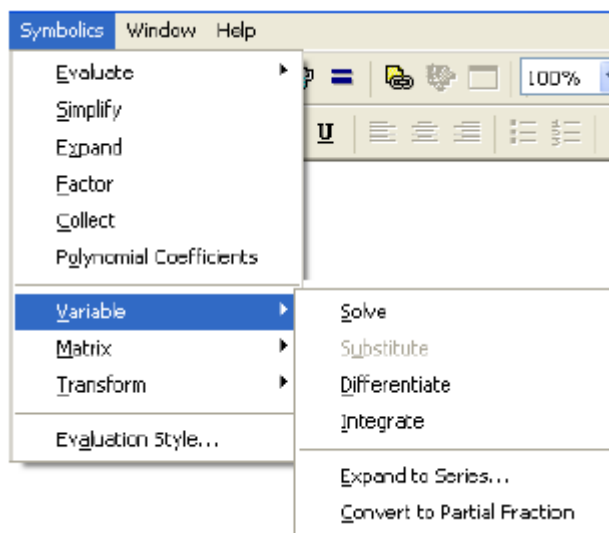 Symbolics Window Help
100%
U
Evaluate
Simplify
Expand
Factor
Collect
Polynomial Coefficients
Variable
Matrix
Transform
Evaluation Style...
Solve
Substitute
Differentiate
Integrate
Expand to Series...
Convert to Partial Fraction